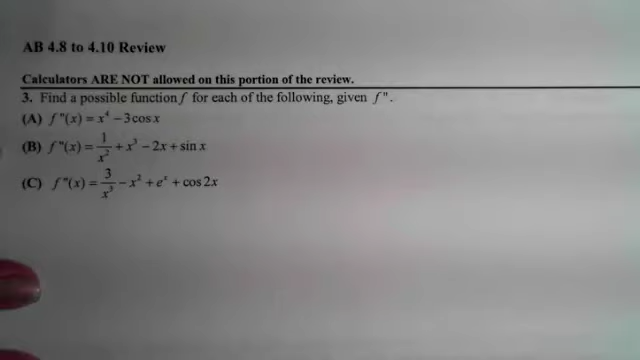 AB 4.8 to 4.10 Review
Calculators ARE NOT allowed on this portion of the review.
3. Find a possible function f for each of the following, given f".
(A) f"(x) = x⁴ − 3cos x
(B) f"(x) = 1/x² + x³ − 2x + sin x
(C) f"(x) = 3/x³ − x² + eˣ + cos 2x